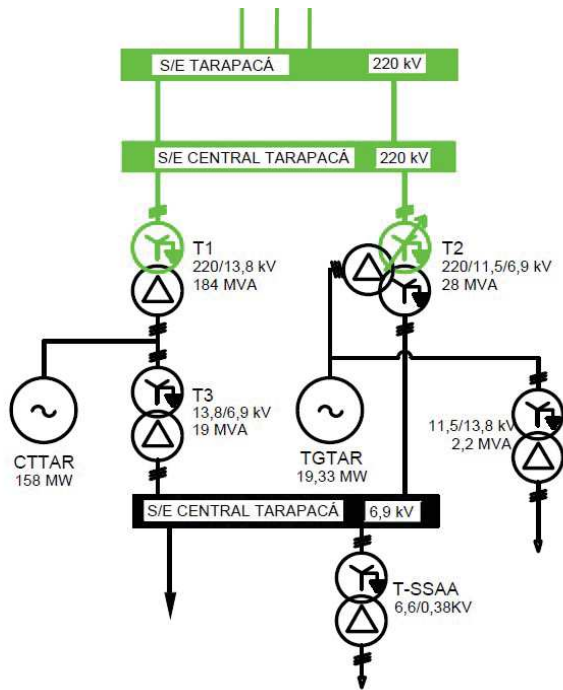 S/E TARAPACÁ 220 kV
S/E CENTRAL TARAPACÁ 220 kV
T1
220/13,8 kV
184 MVA
T2
220/11,5/6,9 kV
28 MVA
T3
13,8/6,9 kV
19 MVA
CTTAR
158 MW
TGTAR
19,33 MW
11,5/13,8 kV
2,2 MVA
S/E CENTRAL TARAPACÁ 6,9 kV
T-SSAA
6,6/0,38KV